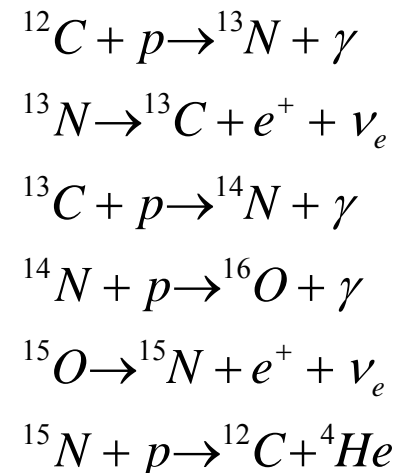 ¹²C + p→¹³N + γ
¹³N→¹³C + e⁺ + νₑ
¹³C + p→¹⁴N + γ
¹⁴N + p→¹⁶O + γ
¹⁵O→¹⁵N + e⁺ + νₑ
¹⁵N + p→¹²C+⁴He